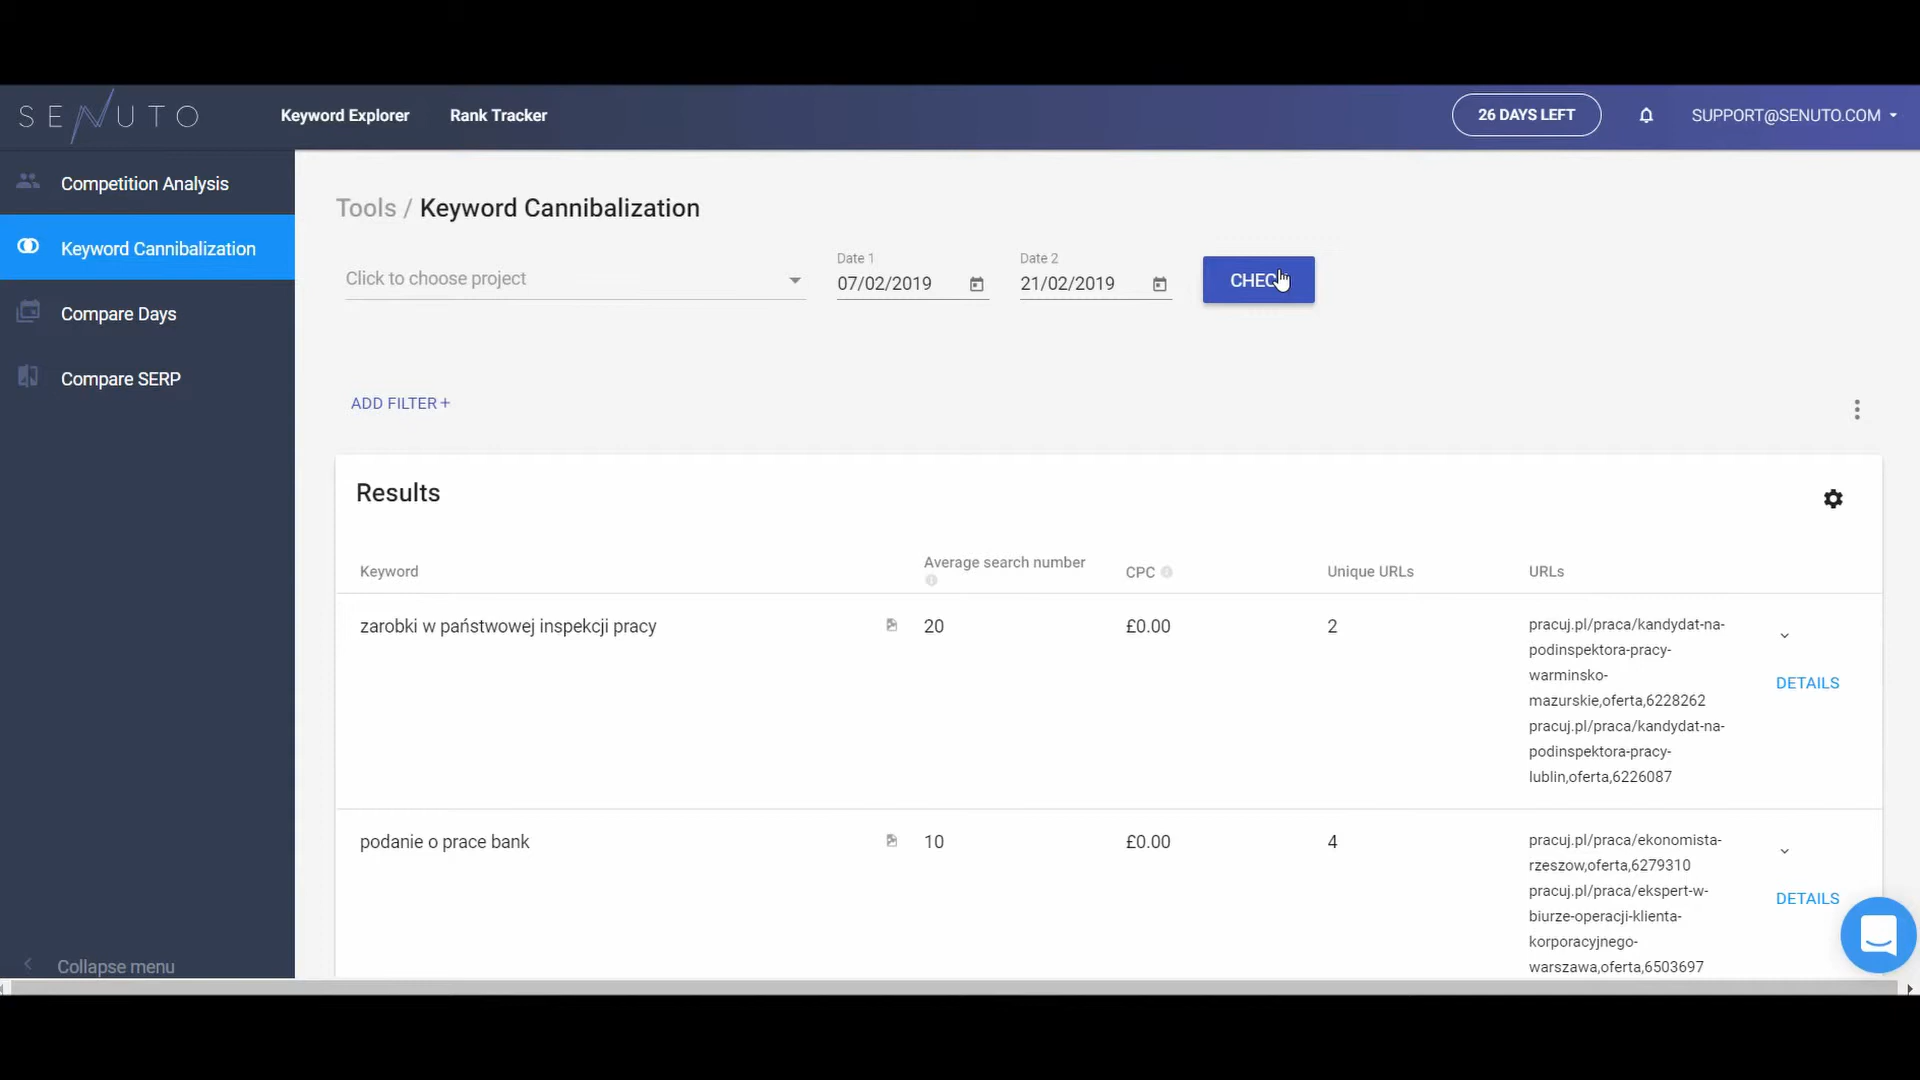 SENUTO
Keyword Explorer
Rank Tracker
26 DAYS LEFT
SUPPORT@SENUTO.COM
Competition Analysis
Keyword Cannibalization
Compare Days
Compare SERP
Collapse menu
Tools / Keyword Cannibalization
Click to choose project
Date 1
07/02/2019
Date 2
21/02/2019
CHEC
ADD FILTER +
Results
Keyword
Average search number
CPC
Unique URLs
URLs
zarobki w państwowej inspekcji pracy
20
£0.00
2
pracuj.pl/praca/kandydat-na-
podinspektora-pracy-
warminsko-
mazurskie,oferta,6228262
pracuj.pl/praca/kandydat-na-
podinspektora-pracy-
lublin,oferta,6226087
DETAILS
podanie o prace bank
10
£0.00
4
pracuj.pl/praca/ekonomista-
rzeszow,oferta,6279310
pracuj.pl/praca/ekspert-w-
biurze-operacji-klienta-
korporacyjnego-
warszawa,oferta,6503697
DETAILS